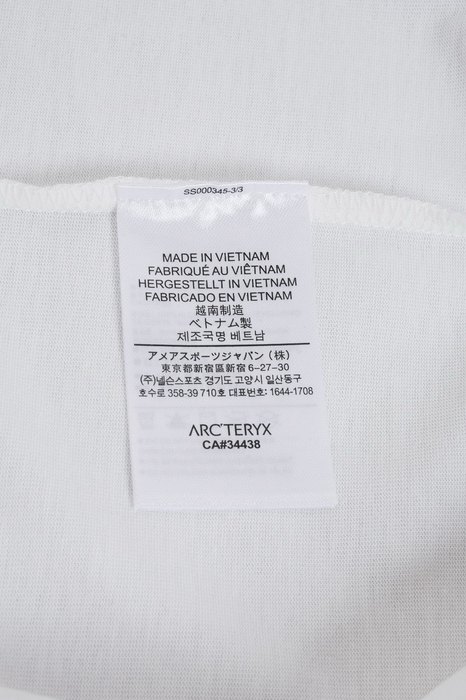 SS000345-3/3
MADE IN VIETNAM
FABRIQUÉ AU VIÊTNAM
HERGESTELLT IN VIETNAM
FABRICADO EN VIETNAM
越南制造
ベトナム製
제조국명 베트남
アメアスポーツジャパン (株)
東京都新宿區新宿 6-27-30
(주)넬슨스포츠 경기도 고양시 일산동구
호수로 358-39 710호 대표번호: 1644-1708
ARC'TERYX
CA#34438